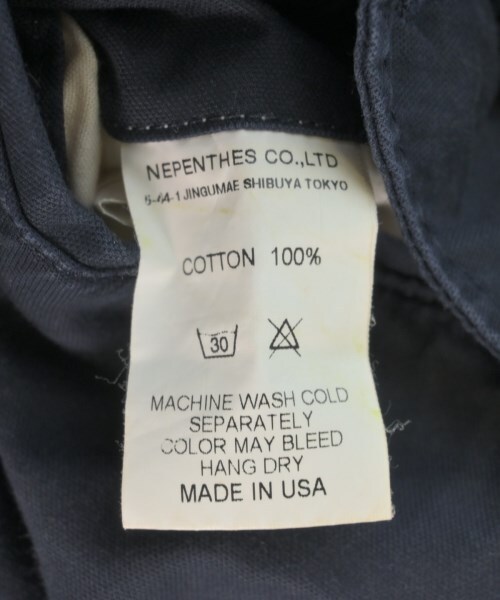 NEPENTHES CO.,LTD
5-4A-1 JINGUMAE SHIBUYA TOKYO
COTTON 100%
30
MACHINE WASH COLD
SEPARATELY
COLOR MAY BLEED
HANG DRY
MADE IN USA